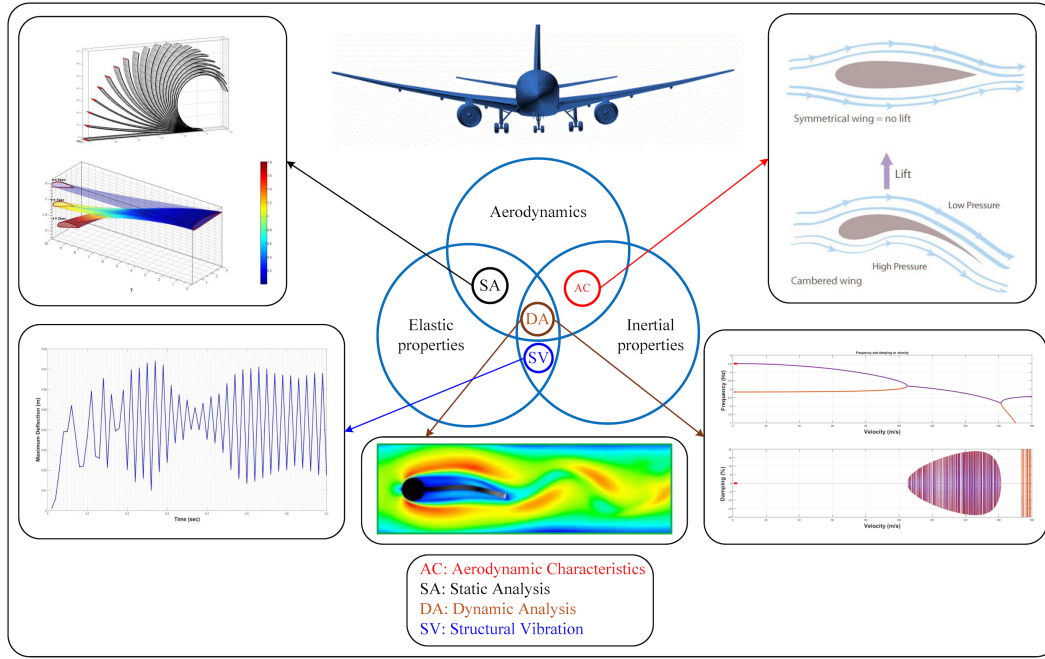 Symmetrical wing = no lift
Lift
Low Pressure
High Pressure
Cambered wing
Aerodynamics
SA
AC
Elastic
properties
DA
Inertial
properties
SV
Maximum Deflection (m)
Time (sec)
Frequency and damping vs velocity
Frequency (Hz)
Velocity (m/s)
Damping (%)
Velocity (m/s)
AC: Aerodynamic Characteristics
SA: Static Analysis
DA: Dynamic Analysis
SV: Structural Vibration